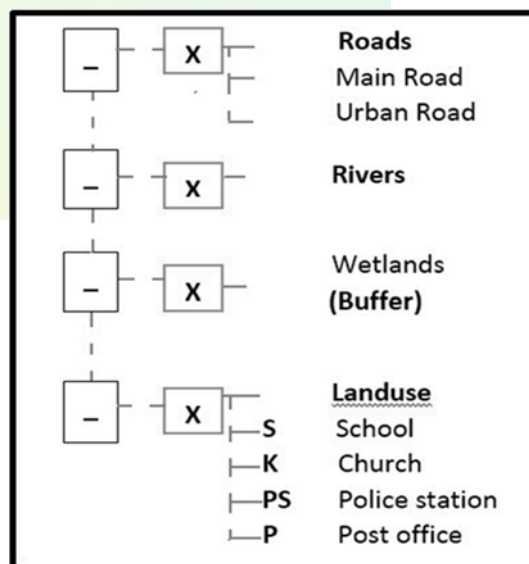 – X Roads
Main Road
Urban Road
– X Rivers
– X Wetlands
(Buffer)
– X Landuse
S School
K Church
PS Police station
P Post office